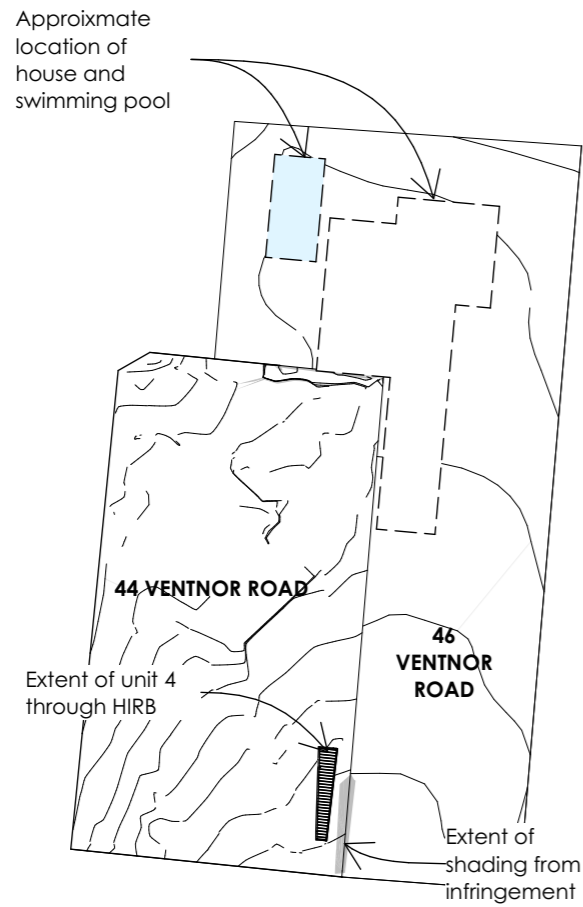 Approixmate
location of
house and
swimming pool
44 VENTNOR ROAD
46
VENTNOR
ROAD
Extent of unit 4
through HIRB
Extent of
shading from
infringement